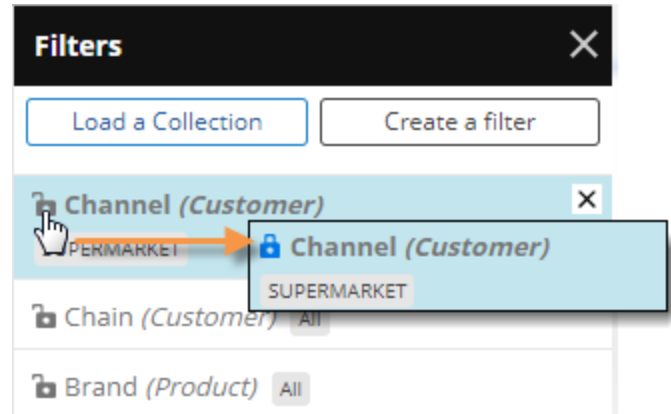 Filters
Load a Collection
Create a filter
Channel (Customer)
PERMARKET
Channel (Customer)
SUPERMARKET
Chain (Customer) All
Brand (Product) All